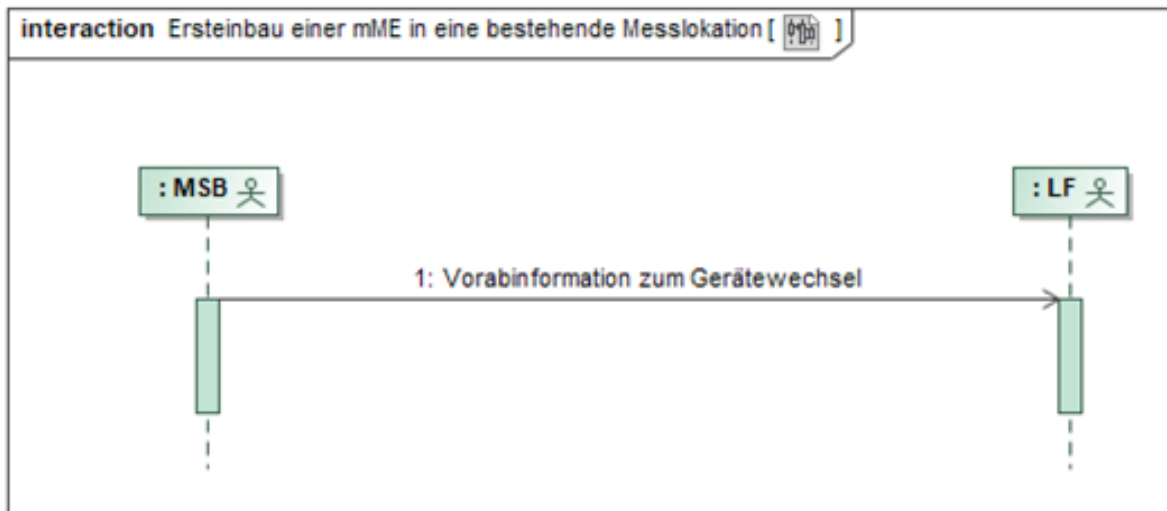 interaction Ersteinbau einer mME in eine bestehende Messlokation [ ]
: MSB
: LF
1: Vorabinformation zum Gerätewechsel